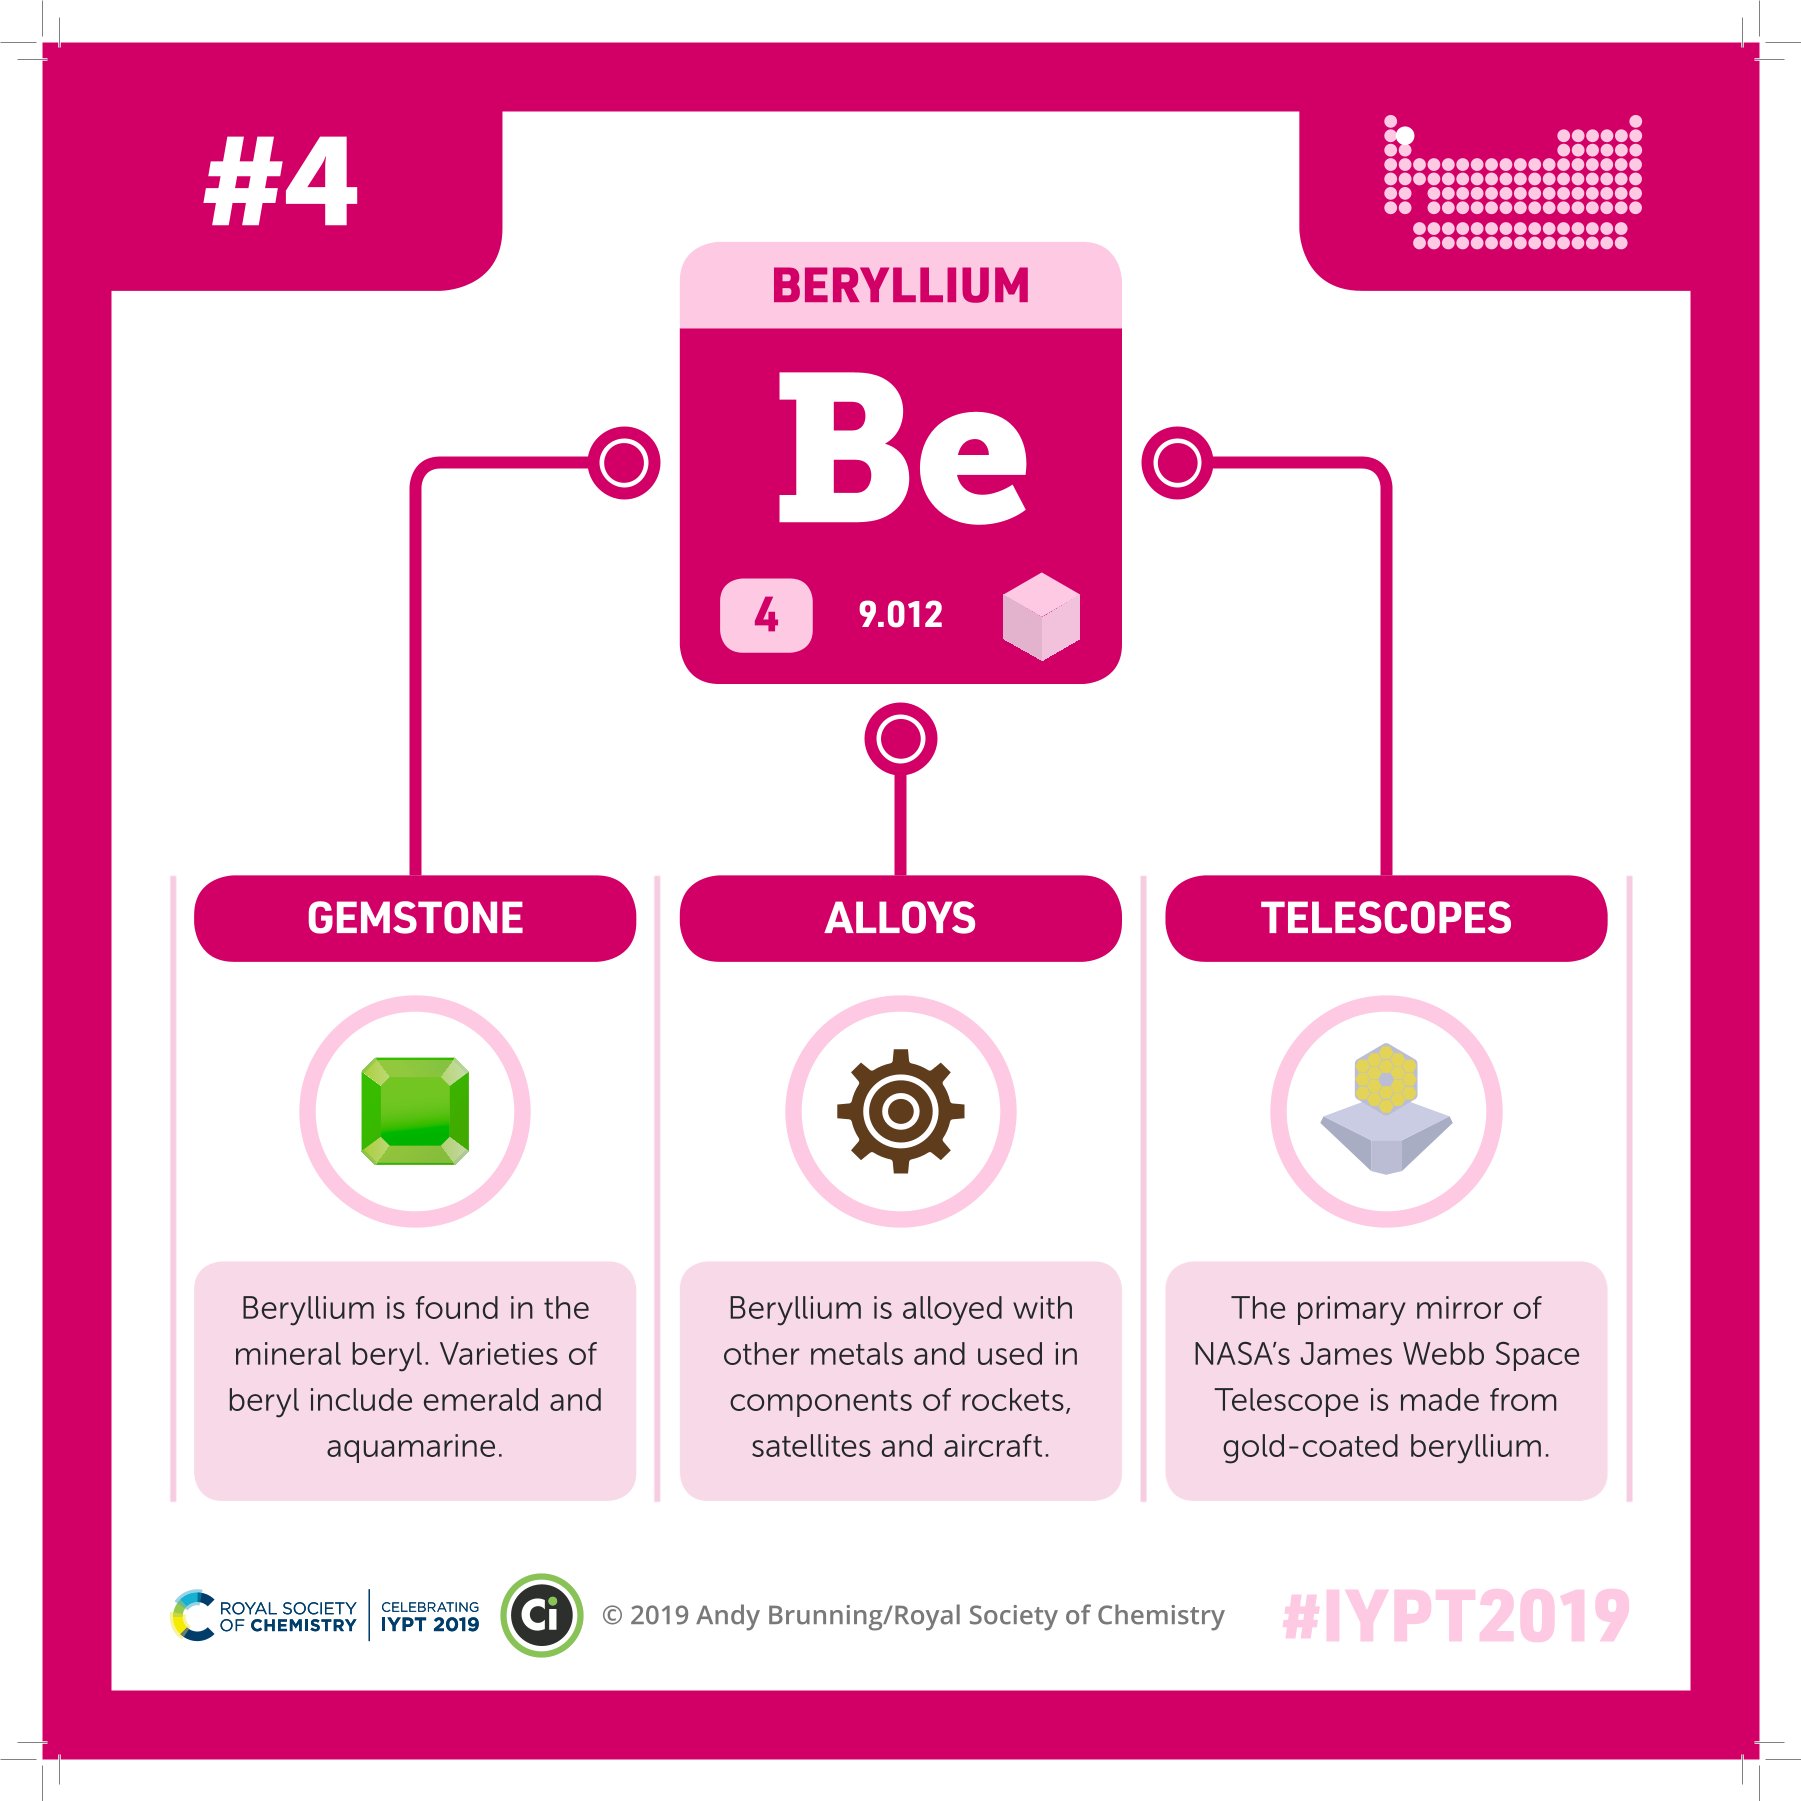 #4
BERYLLIUM
Be
4
9.012
GEMSTONE
Beryllium is found in the
mineral beryl. Varieties of
beryl include emerald and
aquamarine.
ALLOYS
Beryllium is alloyed with
other metals and used in
components of rockets,
satellites and aircraft.
TELESCOPES
The primary mirror of
NASA’s James Webb Space
Telescope is made from
gold-coated beryllium.
ROYAL SOCIETY
OF CHEMISTRY
CELEBRATING
IYPT 2019
Ci
© 2019 Andy Brunning/Royal Society of Chemistry
#IYPT2019